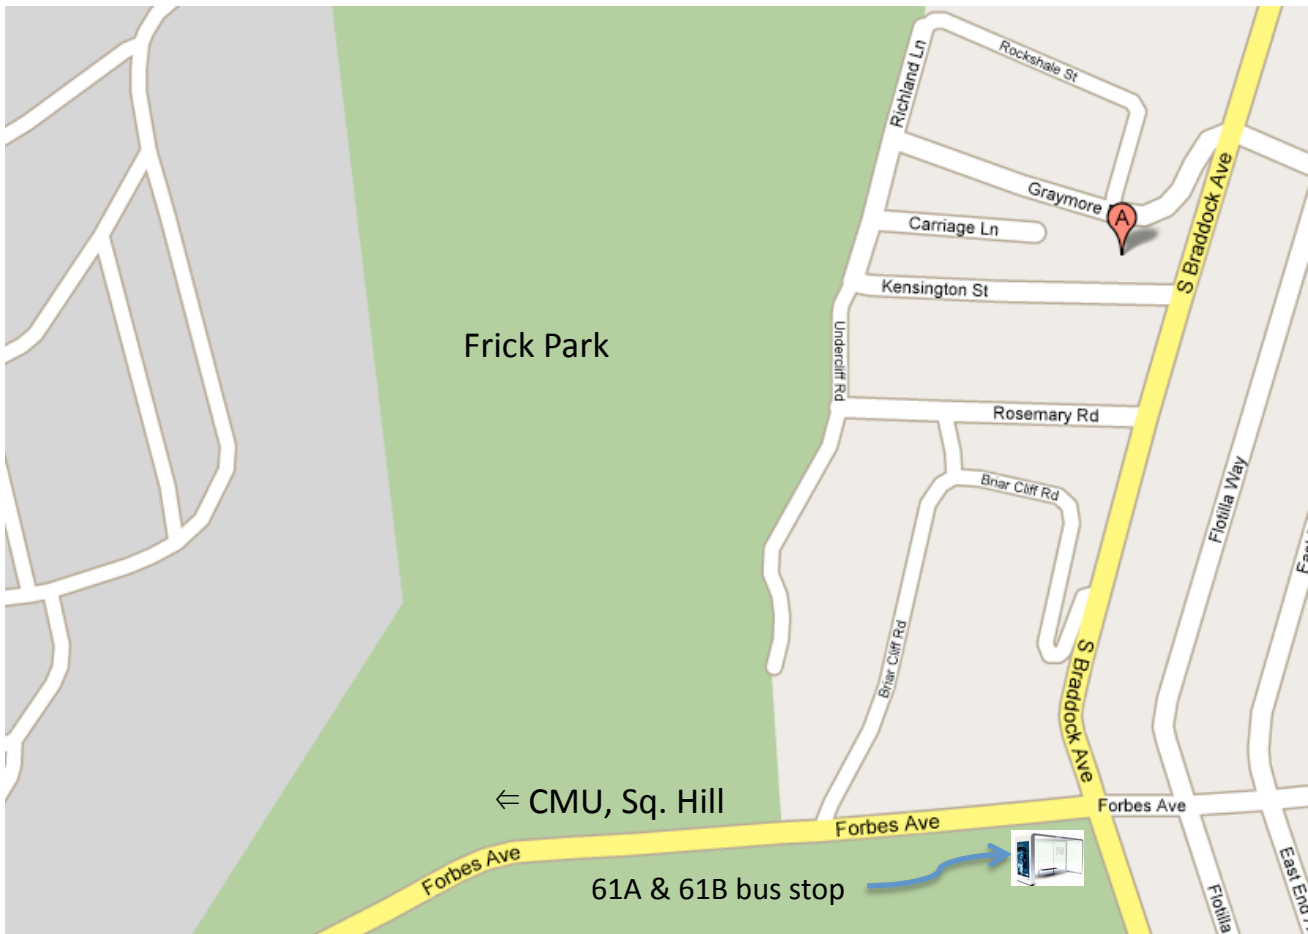 Rockshale St
Richland Ln
Graymore
A
Carriage Ln
S Braddock Ave
Kensington St
Frick Park
Undercliff Rd
Rosemary Rd
Briar Cliff Rd
Flotilla Way
East
Briar Cliff Rd
S Braddock Ave
⇐ CMU, Sq. Hill
Forbes Ave
Forbes Ave
Forbes Ave
61A & 61B bus stop
East End
Flotilla